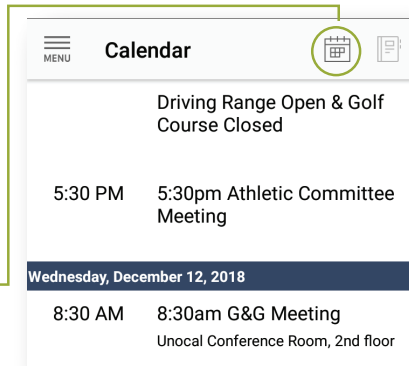 MENU
Calendar
Driving Range Open & Golf
Course Closed
5:30 PM
5:30pm Athletic Committee
Meeting
Wednesday, December 12, 2018
8:30 AM
8:30am G&G Meeting
Unocal Conference Room, 2nd floor